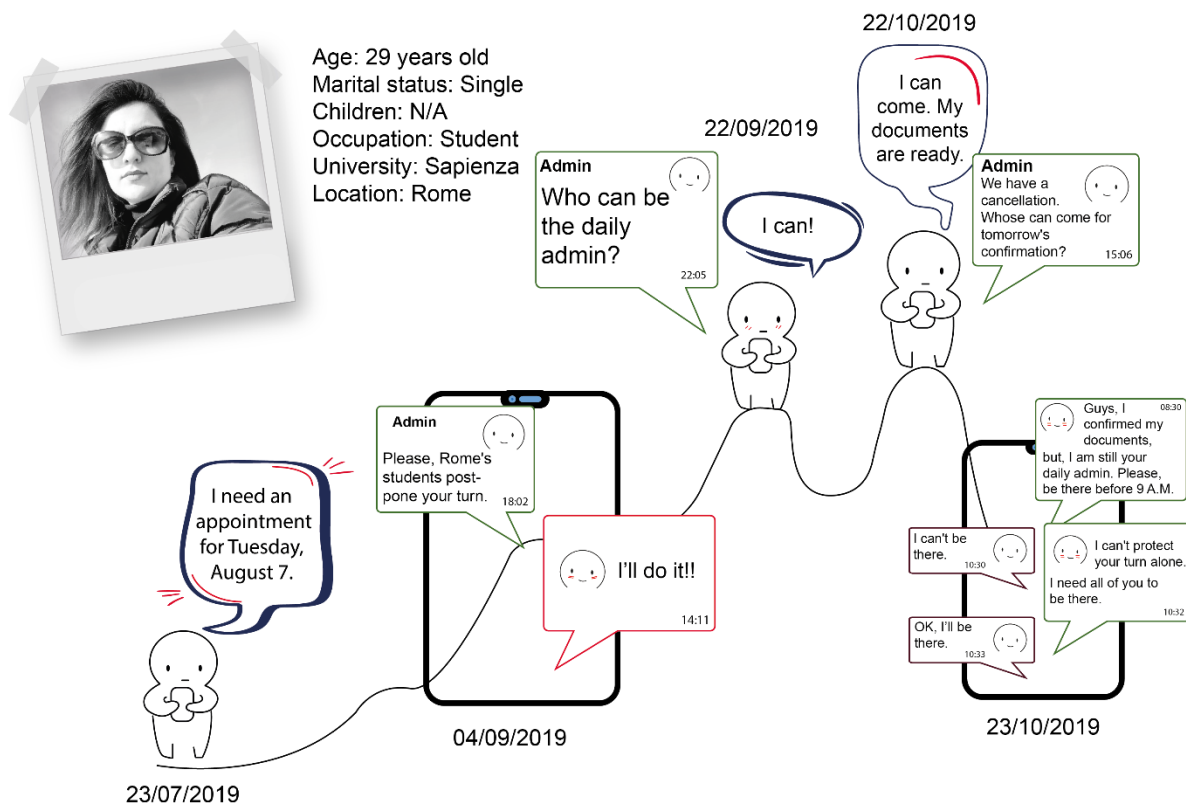 Age: 29 years old
Marital status: Single
Children: N/A
Occupation: Student
University: Sapienza
Location: Rome
I need an
appointment
for Tuesday,
August 7.
23/07/2019
Admin
Please, Rome's
students post-
pone your turn.
18:02
I'll do it!!
14:11
04/09/2019
22/09/2019
Admin
Who can be
the daily
admin?
22:05
I can!
22/10/2019
I can
come. My
documents
are ready.
Admin
We have a
cancellation.
Whose can come for
tomorrow's
confirmation?
15:06
Guys, I
08:30
confirmed my
documents,
but, I am still your
daily admin. Please,
be there before 9 A.M.
I can't be
there.
10:30
I can't protect
your turn alone.
I need all of you to
be there.
10:32
OK, I'll be
there.
10:33
23/10/2019